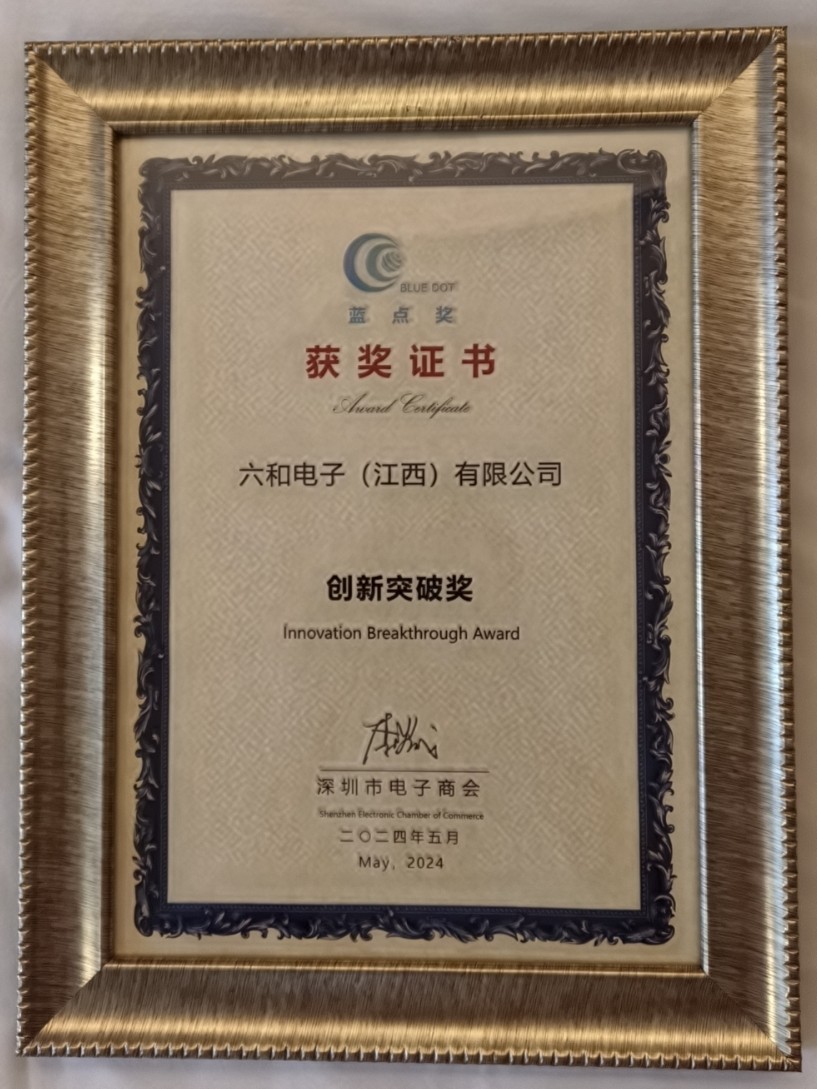 BLUE DOT
蓝点奖
获奖证书
Award Certificate
六和电子（江西）有限公司
创新突破奖
Innovation Breakthrough Award
深圳市电子商会
Shenzhen Electronic Chamber of Commerce
二〇二四年五月
May, 2024